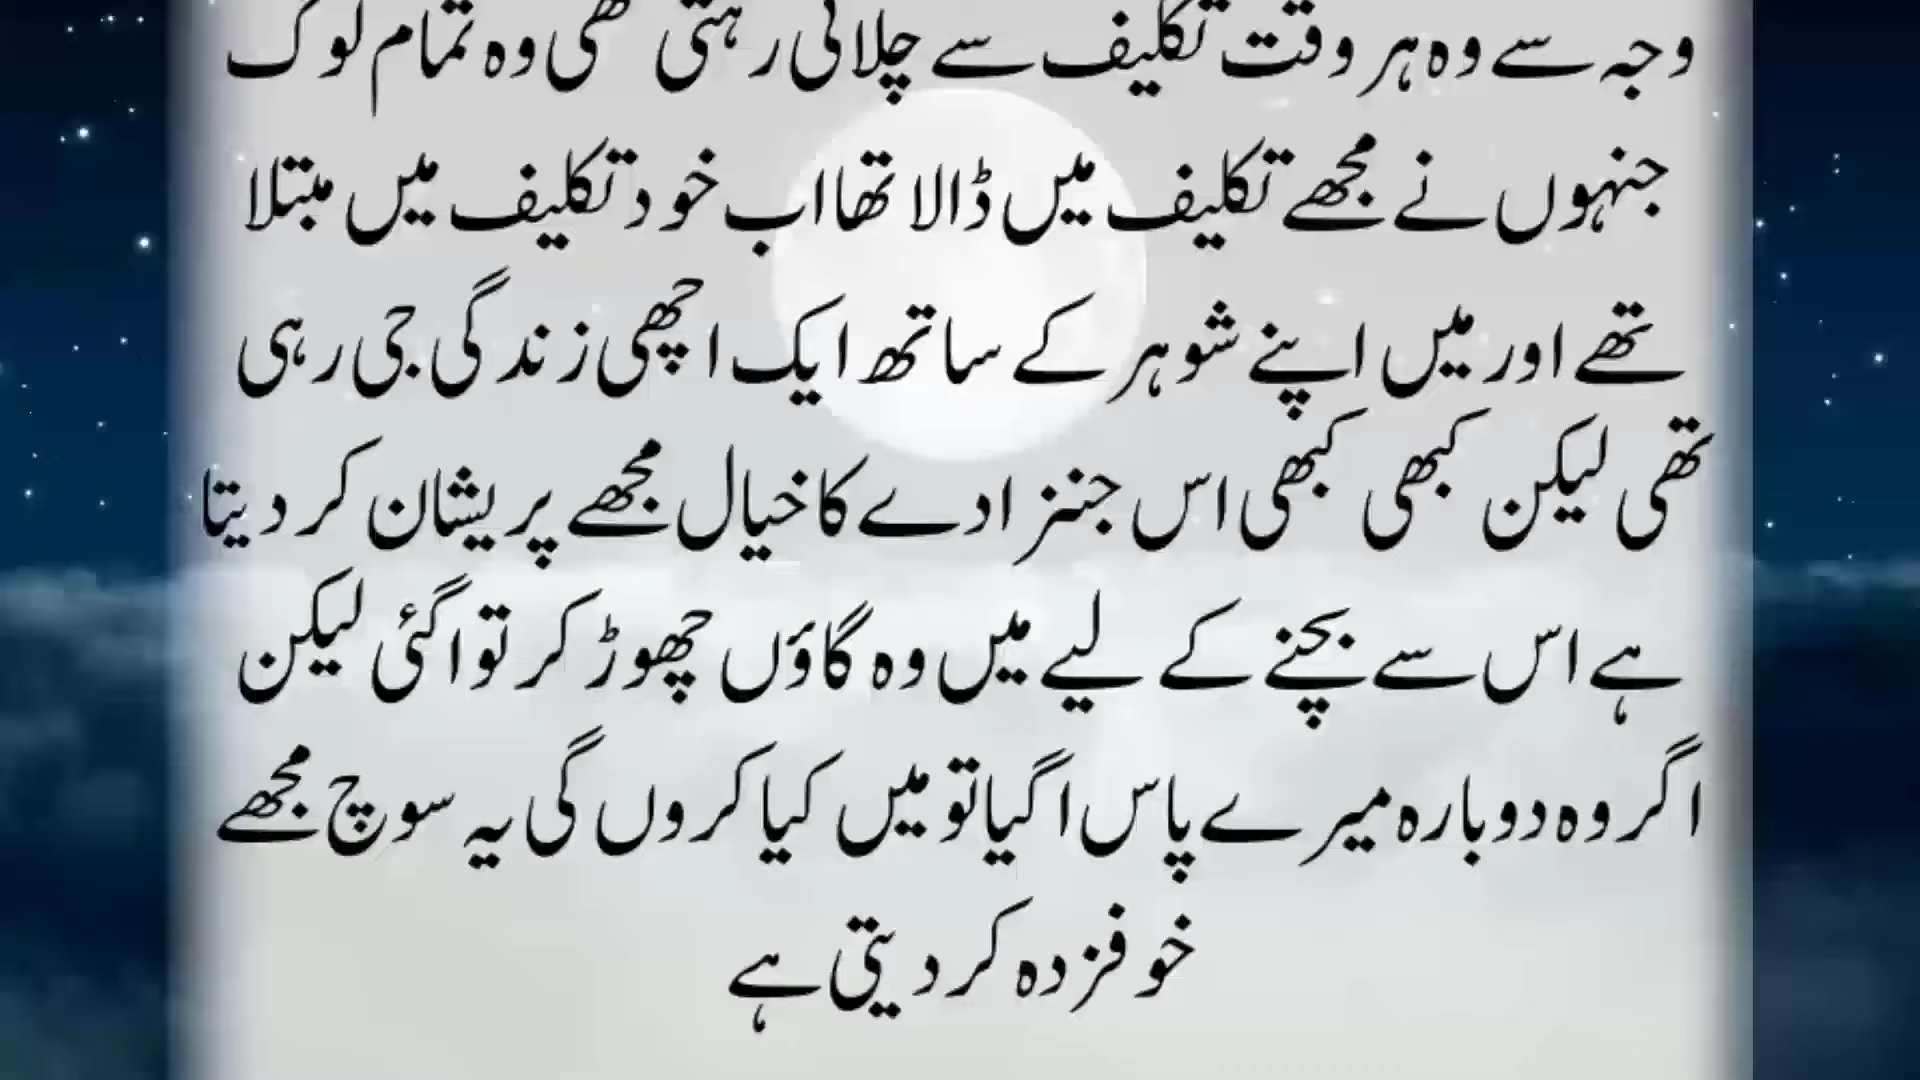 وجہ سے وہ ہر وقت تکلیف سے چلاتی رہتی تھی وہ تمام لوگ
جنہوں نے مجھے تکلیف میں ڈالا تھا اب خود تکلیف میں مبتلا
تھے اور میں اپنے شوہر کے ساتھ ایک اچھی زندگی جی رہی
تھی لیکن کبھی کبھی اس جنزادے کا خیال مجھے پریشان کر دیتا
ہے اس سے بچنے کے لیے میں وہ گاؤں چھوڑ کر تو اگئی لیکن
اگر وہ دوبارہ میرے پاس اگیا تو میں کیا کروں گی یہ سوچ مجھے
خوفزدہ کر دیتی ہے